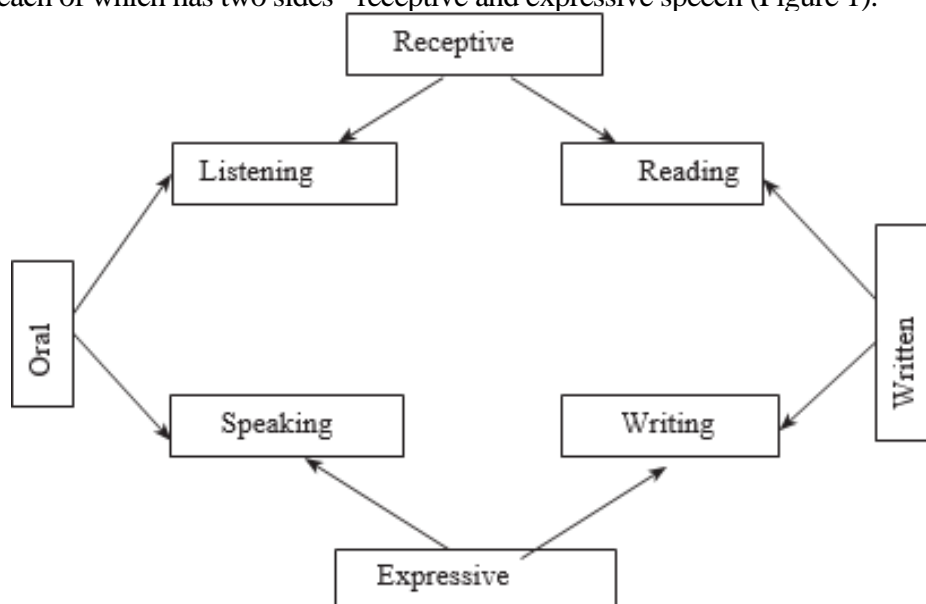 each of which has two sides - receptive and expressive speech (Figure 1).
Receptive
Listening
Reading
Oral
Written
Speaking
Writing
Expressive